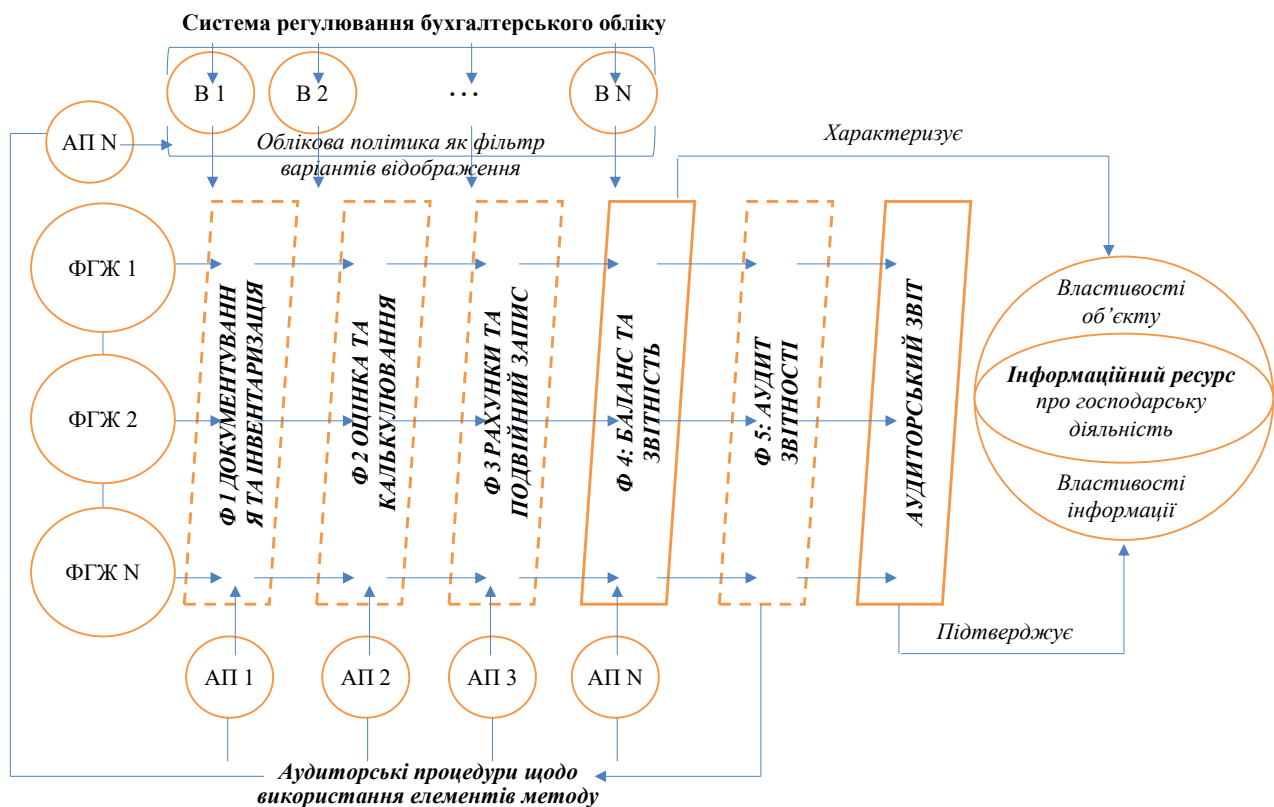 Система регулювання бухгалтерського обліку
В 1
В 2
...
В N
АП N
Облікова політика як фільтр
варіантів відображення
Характеризує
ФГЖ 1
ФГЖ 2
ФГЖ N
Ф 1 ДОКУМЕНТУВАНН
Я ТА ІНВЕНТАРИЗАЦІЯ
Ф 2 ОЦІНКА ТА
КАЛЬКУЛЮВАННЯ
Ф 3 РАХУНКИ ТА
ПОДВІЙНИЙ ЗАПИС
Ф 4: БАЛАНС ТА
ЗВІТНІСТЬ
Ф 5: АУДИТ
ЗВІТНОСТІ
АУДИТОРСЬКИЙ ЗВІТ
Властивості
об’єкту
Інформаційний ресурс
про господарську
діяльність
Властивості
інформації
Підтверджує
АП 1
АП 2
АП 3
АП N
Аудиторські процедури щодо
використання елементів методу